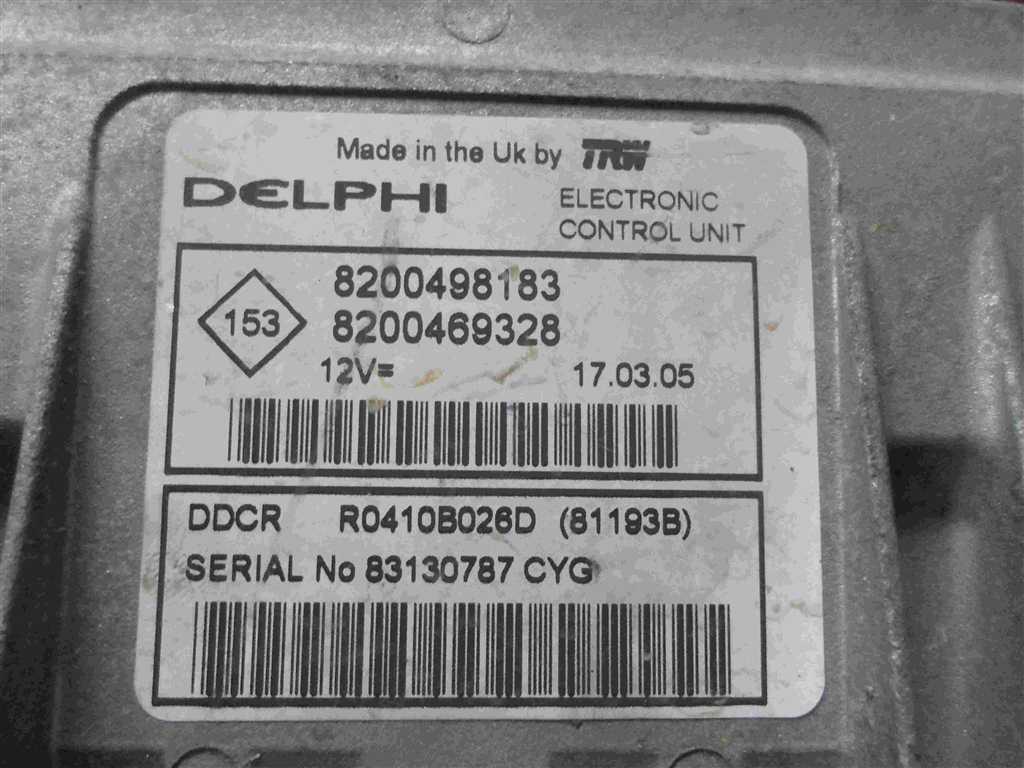 Made in the Uk by TRW
DELPHI
ELECTRONIC
CONTROL UNIT
153
8200498183
8200469328
12V=
17.03.05
DDCR R0410B026D (81193B)
SERIAL No 83130787 CYG